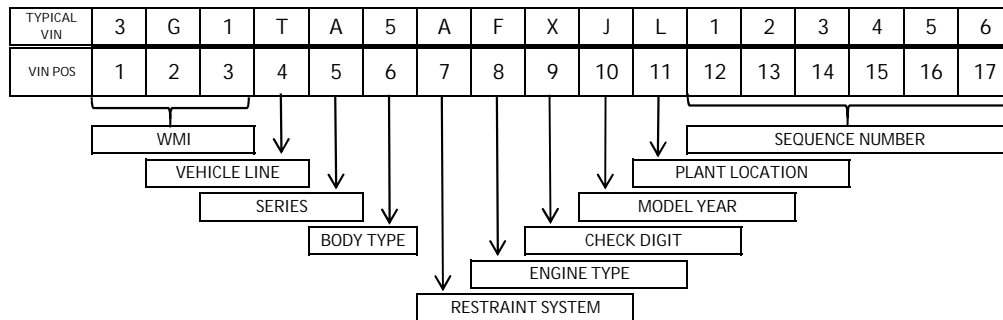 TYPICAL VIN 3 G 1 T A 5 A F X J L 1 2 3 4 5 6
VIN POS 1 2 3 4 5 6 7 8 9 10 11 12 13 14 15 16 17
WMI SEQUENCE NUMBER
VEHICLE LINE PLANT LOCATION
SERIES MODEL YEAR
BODY TYPE CHECK DIGIT
ENGINE TYPE
RESTRAINT SYSTEM